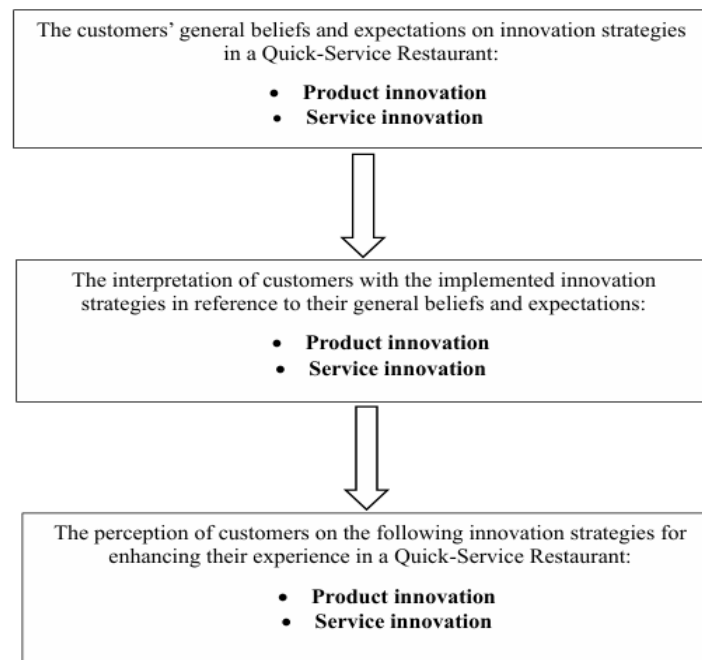 The customers’ general beliefs and expectations on innovation strategies
in a Quick-Service Restaurant:
• Product innovation
• Service innovation
The interpretation of customers with the implemented innovation
strategies in reference to their general beliefs and expectations:
• Product innovation
• Service innovation
The perception of customers on the following innovation strategies for
enhancing their experience in a Quick-Service Restaurant:
• Product innovation
• Service innovation